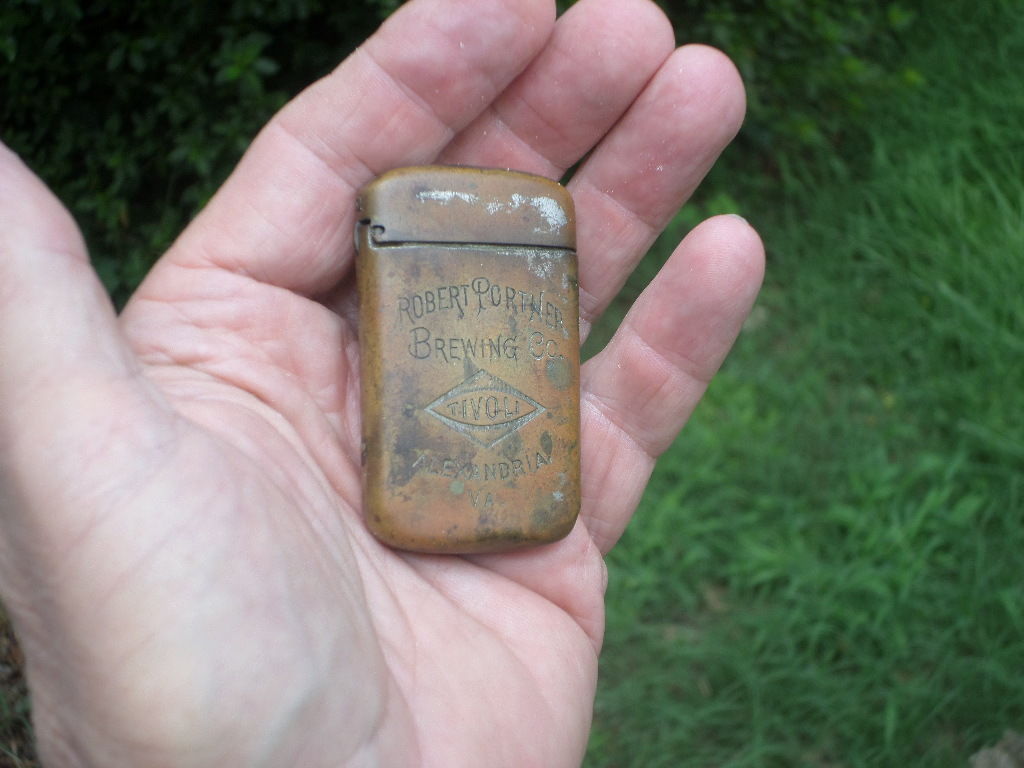 ROBERT PORTNER
BREWING CO.
TIVOLI
ALEXANDRIA
VA